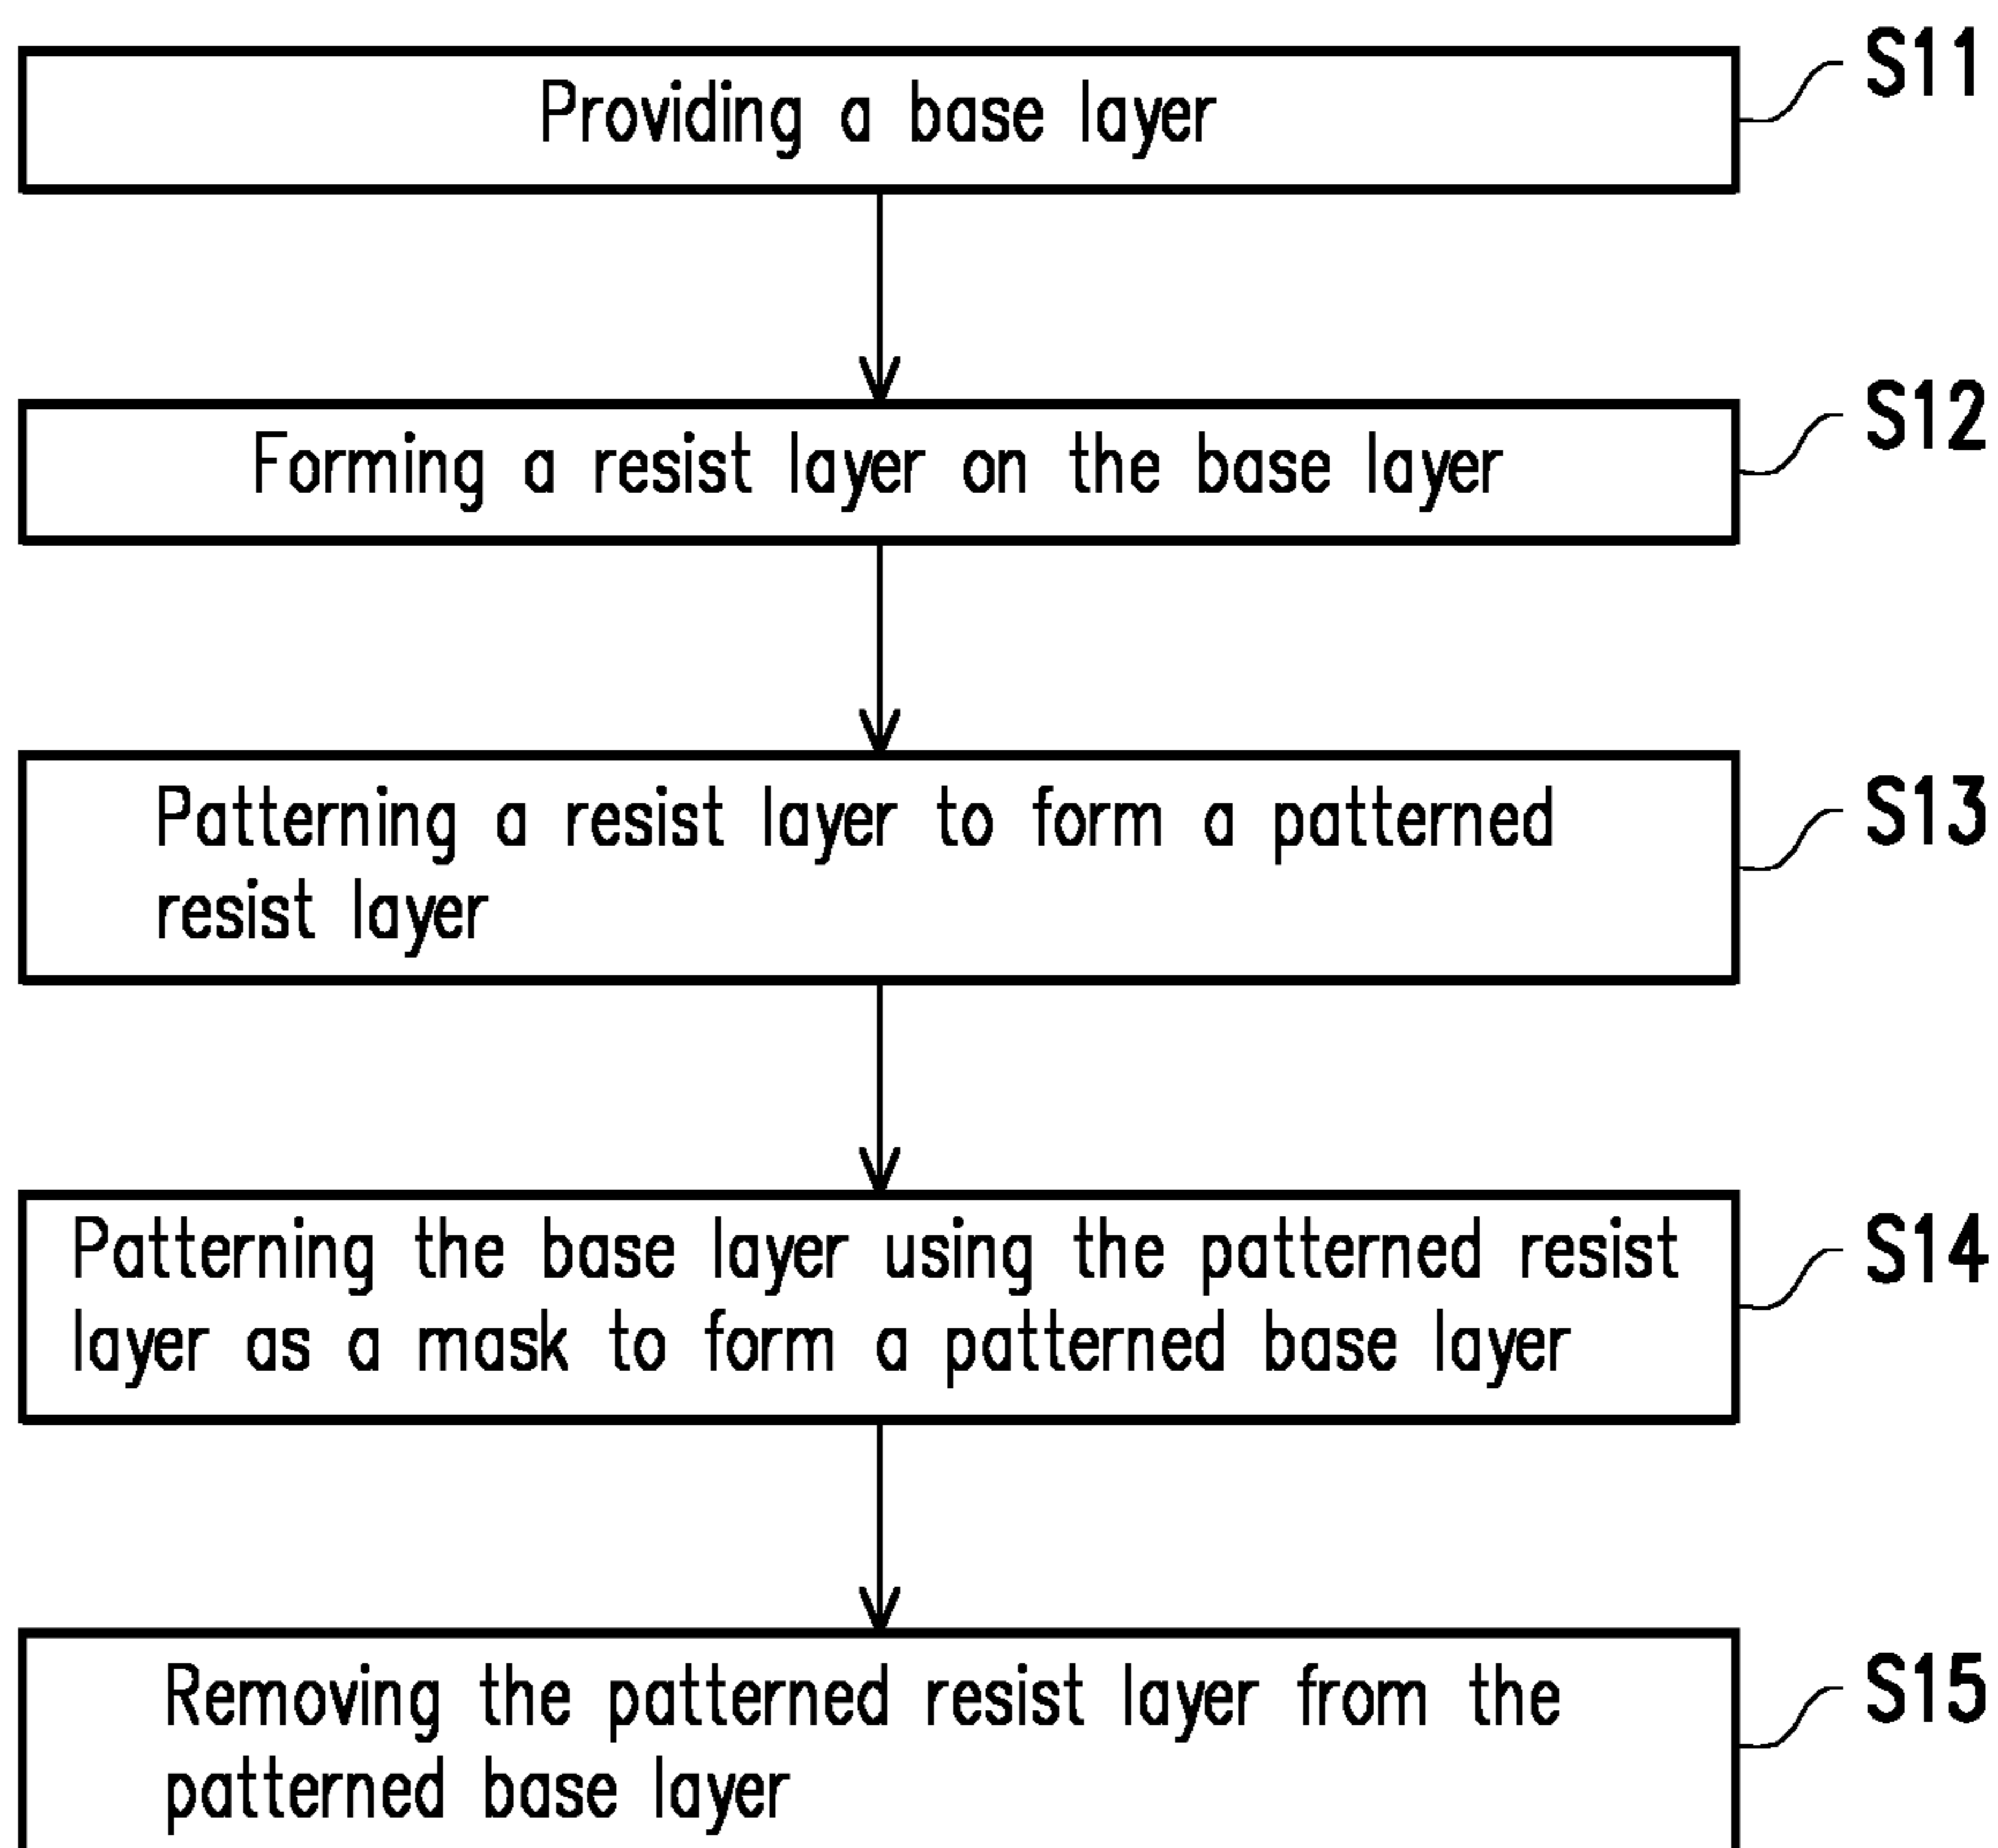 Providing a base layer
S11
Forming a resist layer on the base layer
S12
Patterning a resist layer to form a patterned
resist layer
S13
Patterning the base layer using the patterned resist
layer as a mask to form a patterned base layer
S14
Removing the patterned resist layer from the
patterned base layer
S15